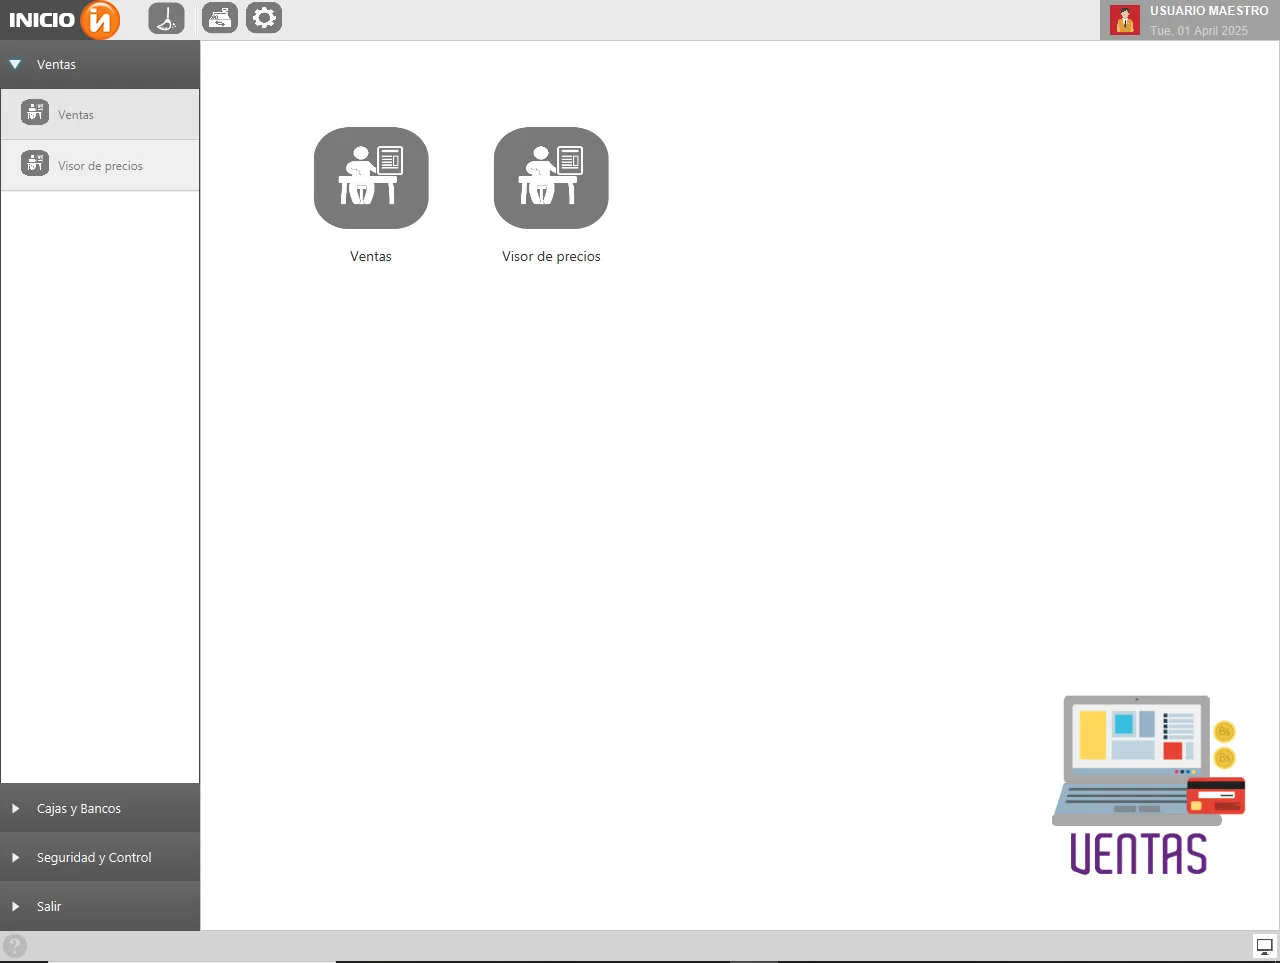 INICIO in
USUARIO MAESTRO
Tue, 01 April 2025
Ventas
Ventas
Visor de precios
Ventas
Visor de precios
Bs
Bs
VENTAS
Cajas y Bancos
Seguridad y Control
Salir
?